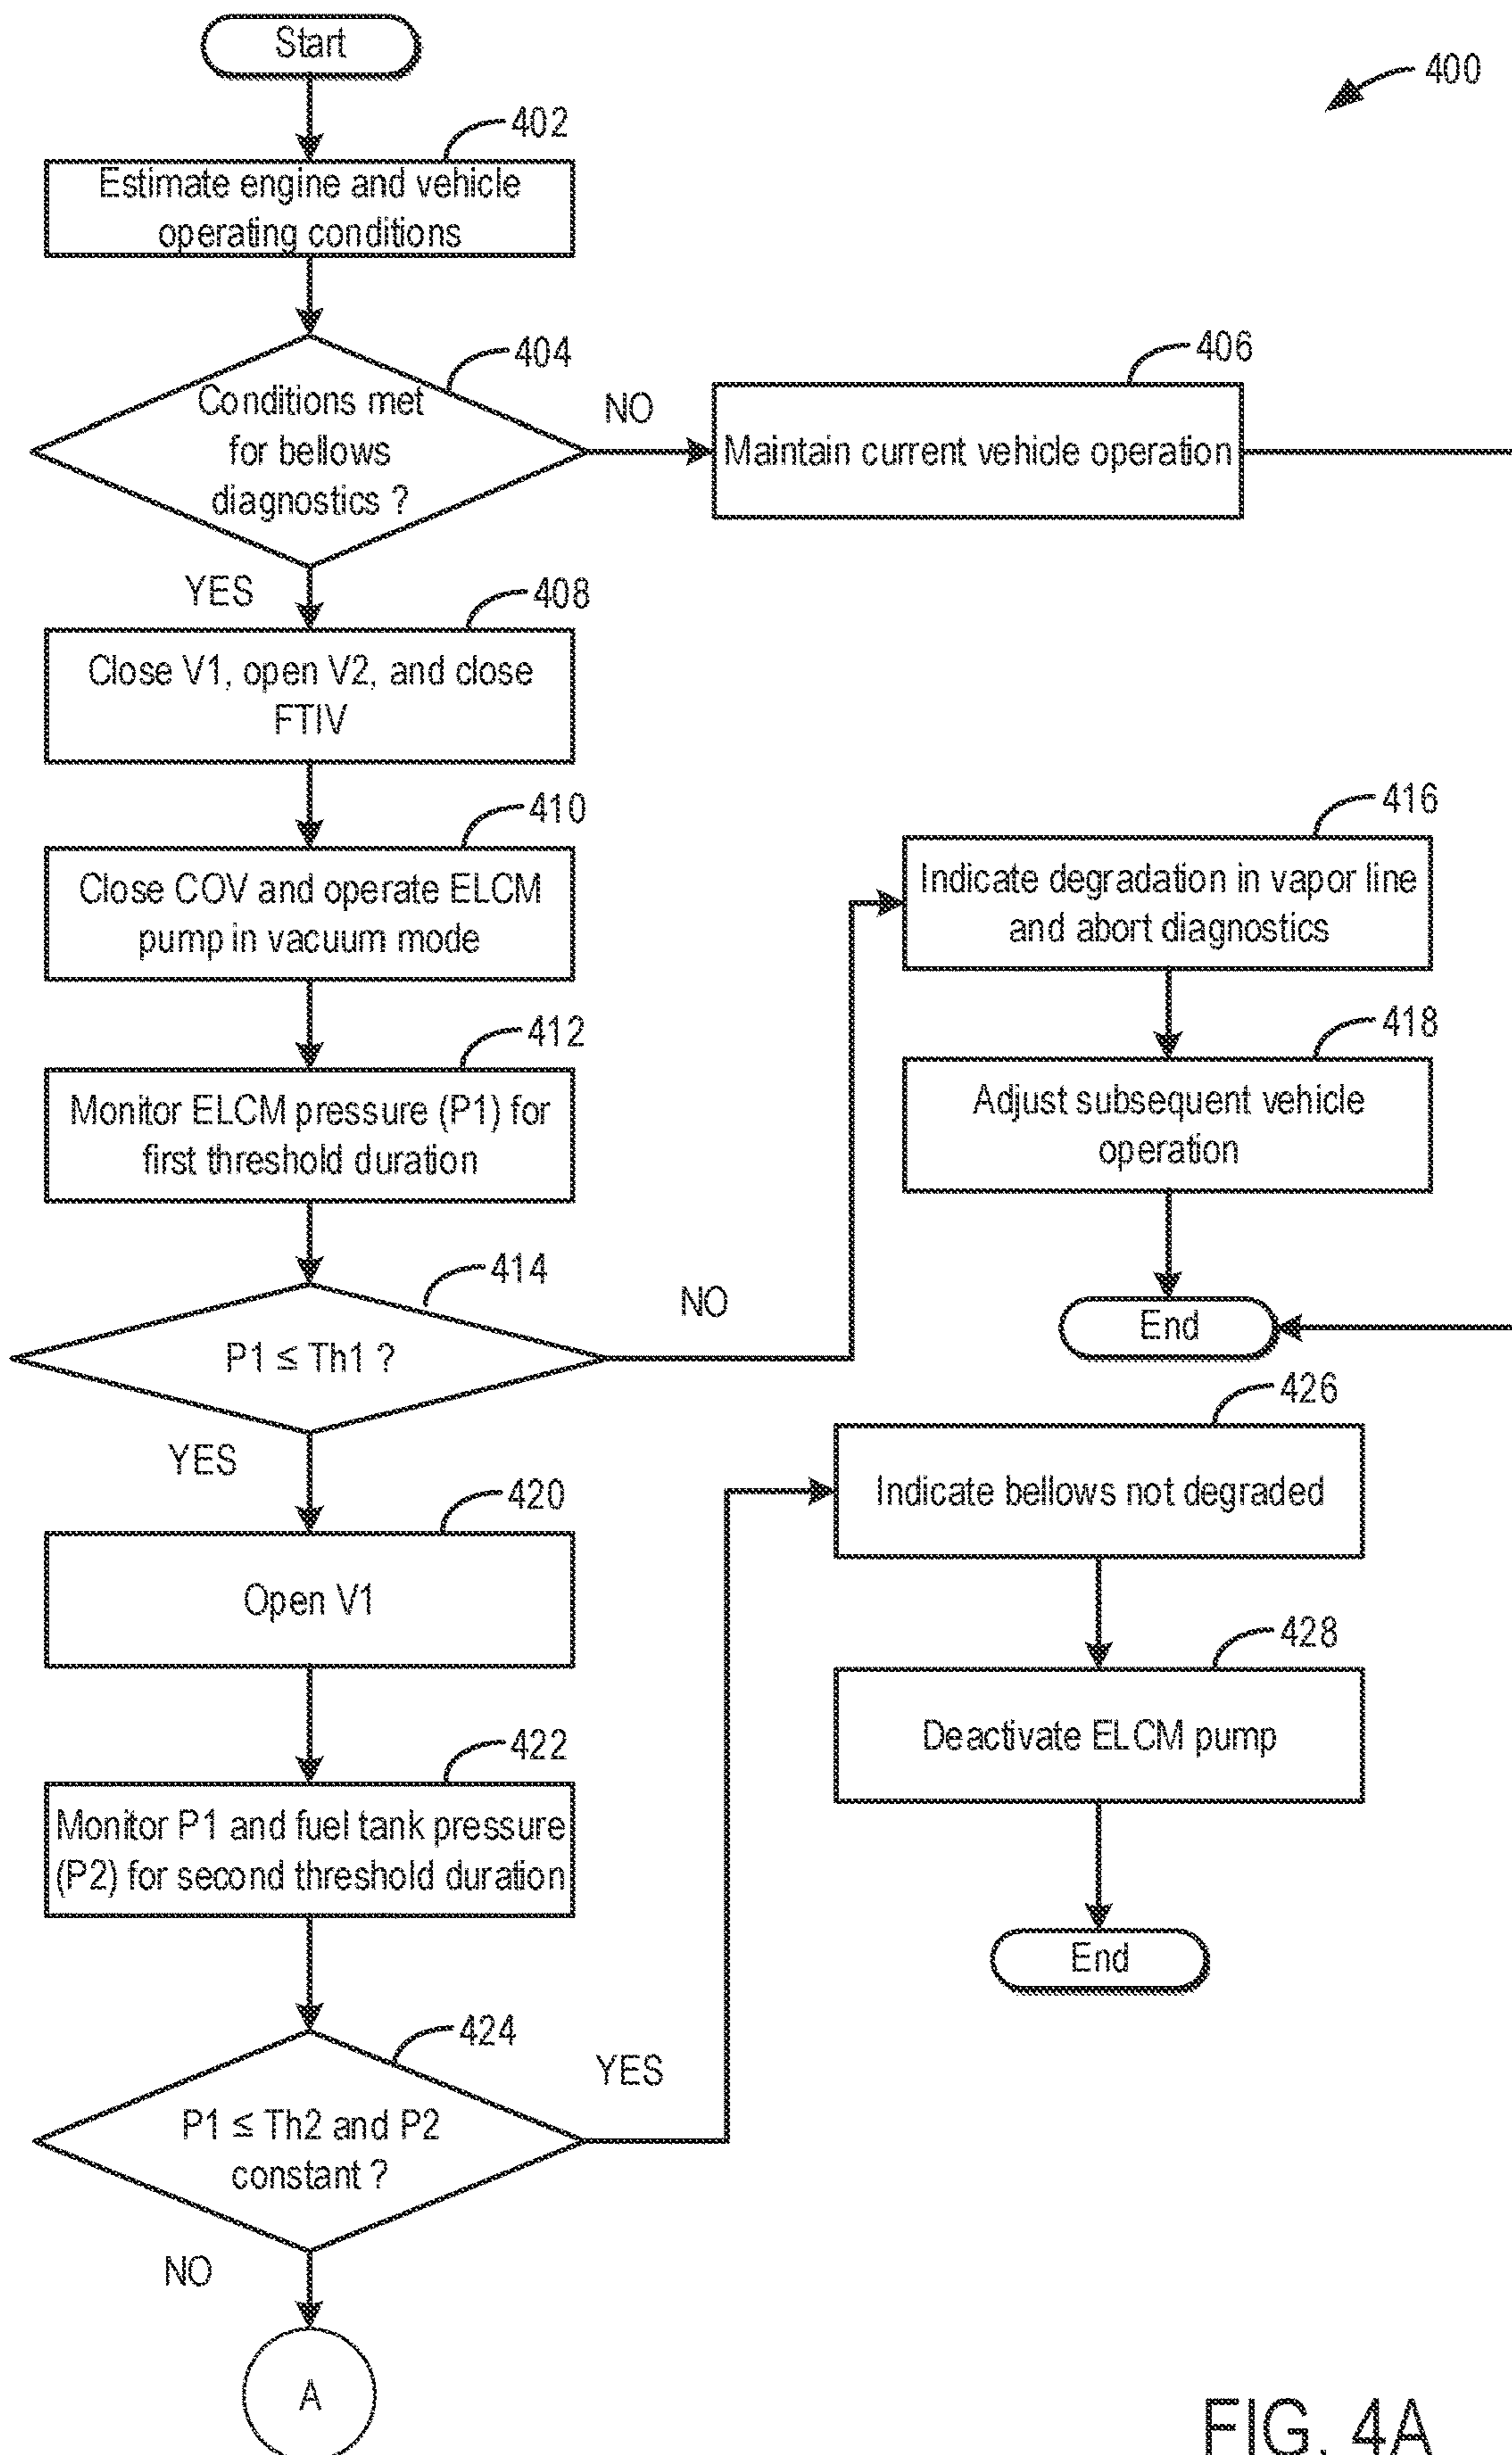 Start
400
402
Estimate engine and vehicle
operating conditions
404
Conditions met
for bellows
diagnostics ?
NO
406
Maintain current vehicle operation
YES
408
Close V1, open V2, and close
FTIV
410
Close COV and operate ELCM
pump in vacuum mode
412
Monitor ELCM pressure (P1) for
first threshold duration
414
P1 ≤ Th1 ?
NO
416
Indicate degradation in vapor line
and abort diagnostics
418
Adjust subsequent vehicle
operation
End
YES
420
Open V1
422
Monitor P1 and fuel tank pressure
(P2) for second threshold duration
424
P1 ≤ Th2 and P2
constant ?
YES
426
Indicate bellows not degraded
428
Deactivate ELCM pump
End
NO
A
FIG. 4A